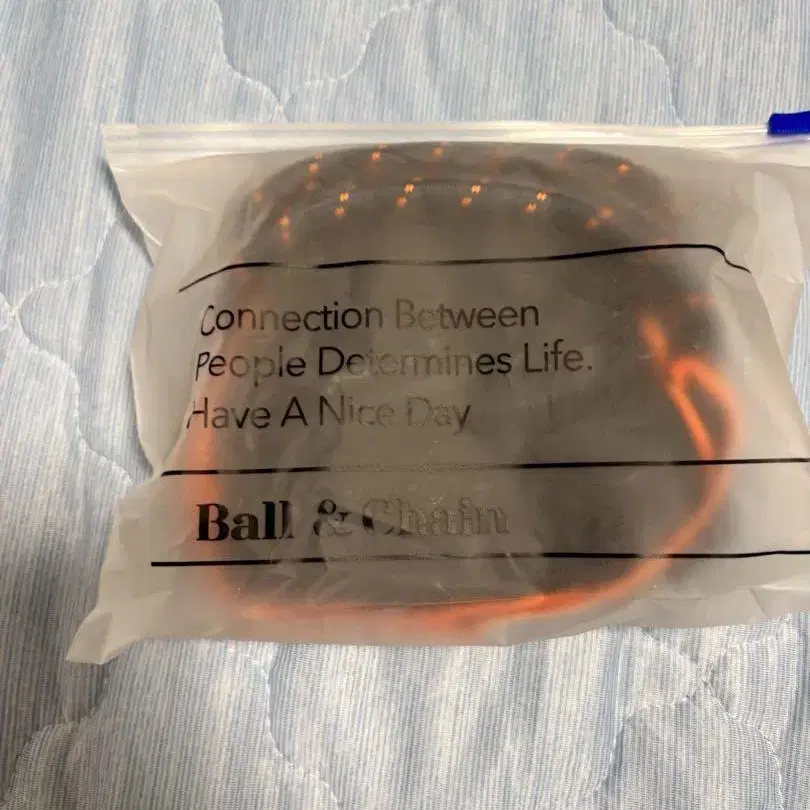 Connection Between
People Determines Life.
Have A Nice Day
Ball & Chain